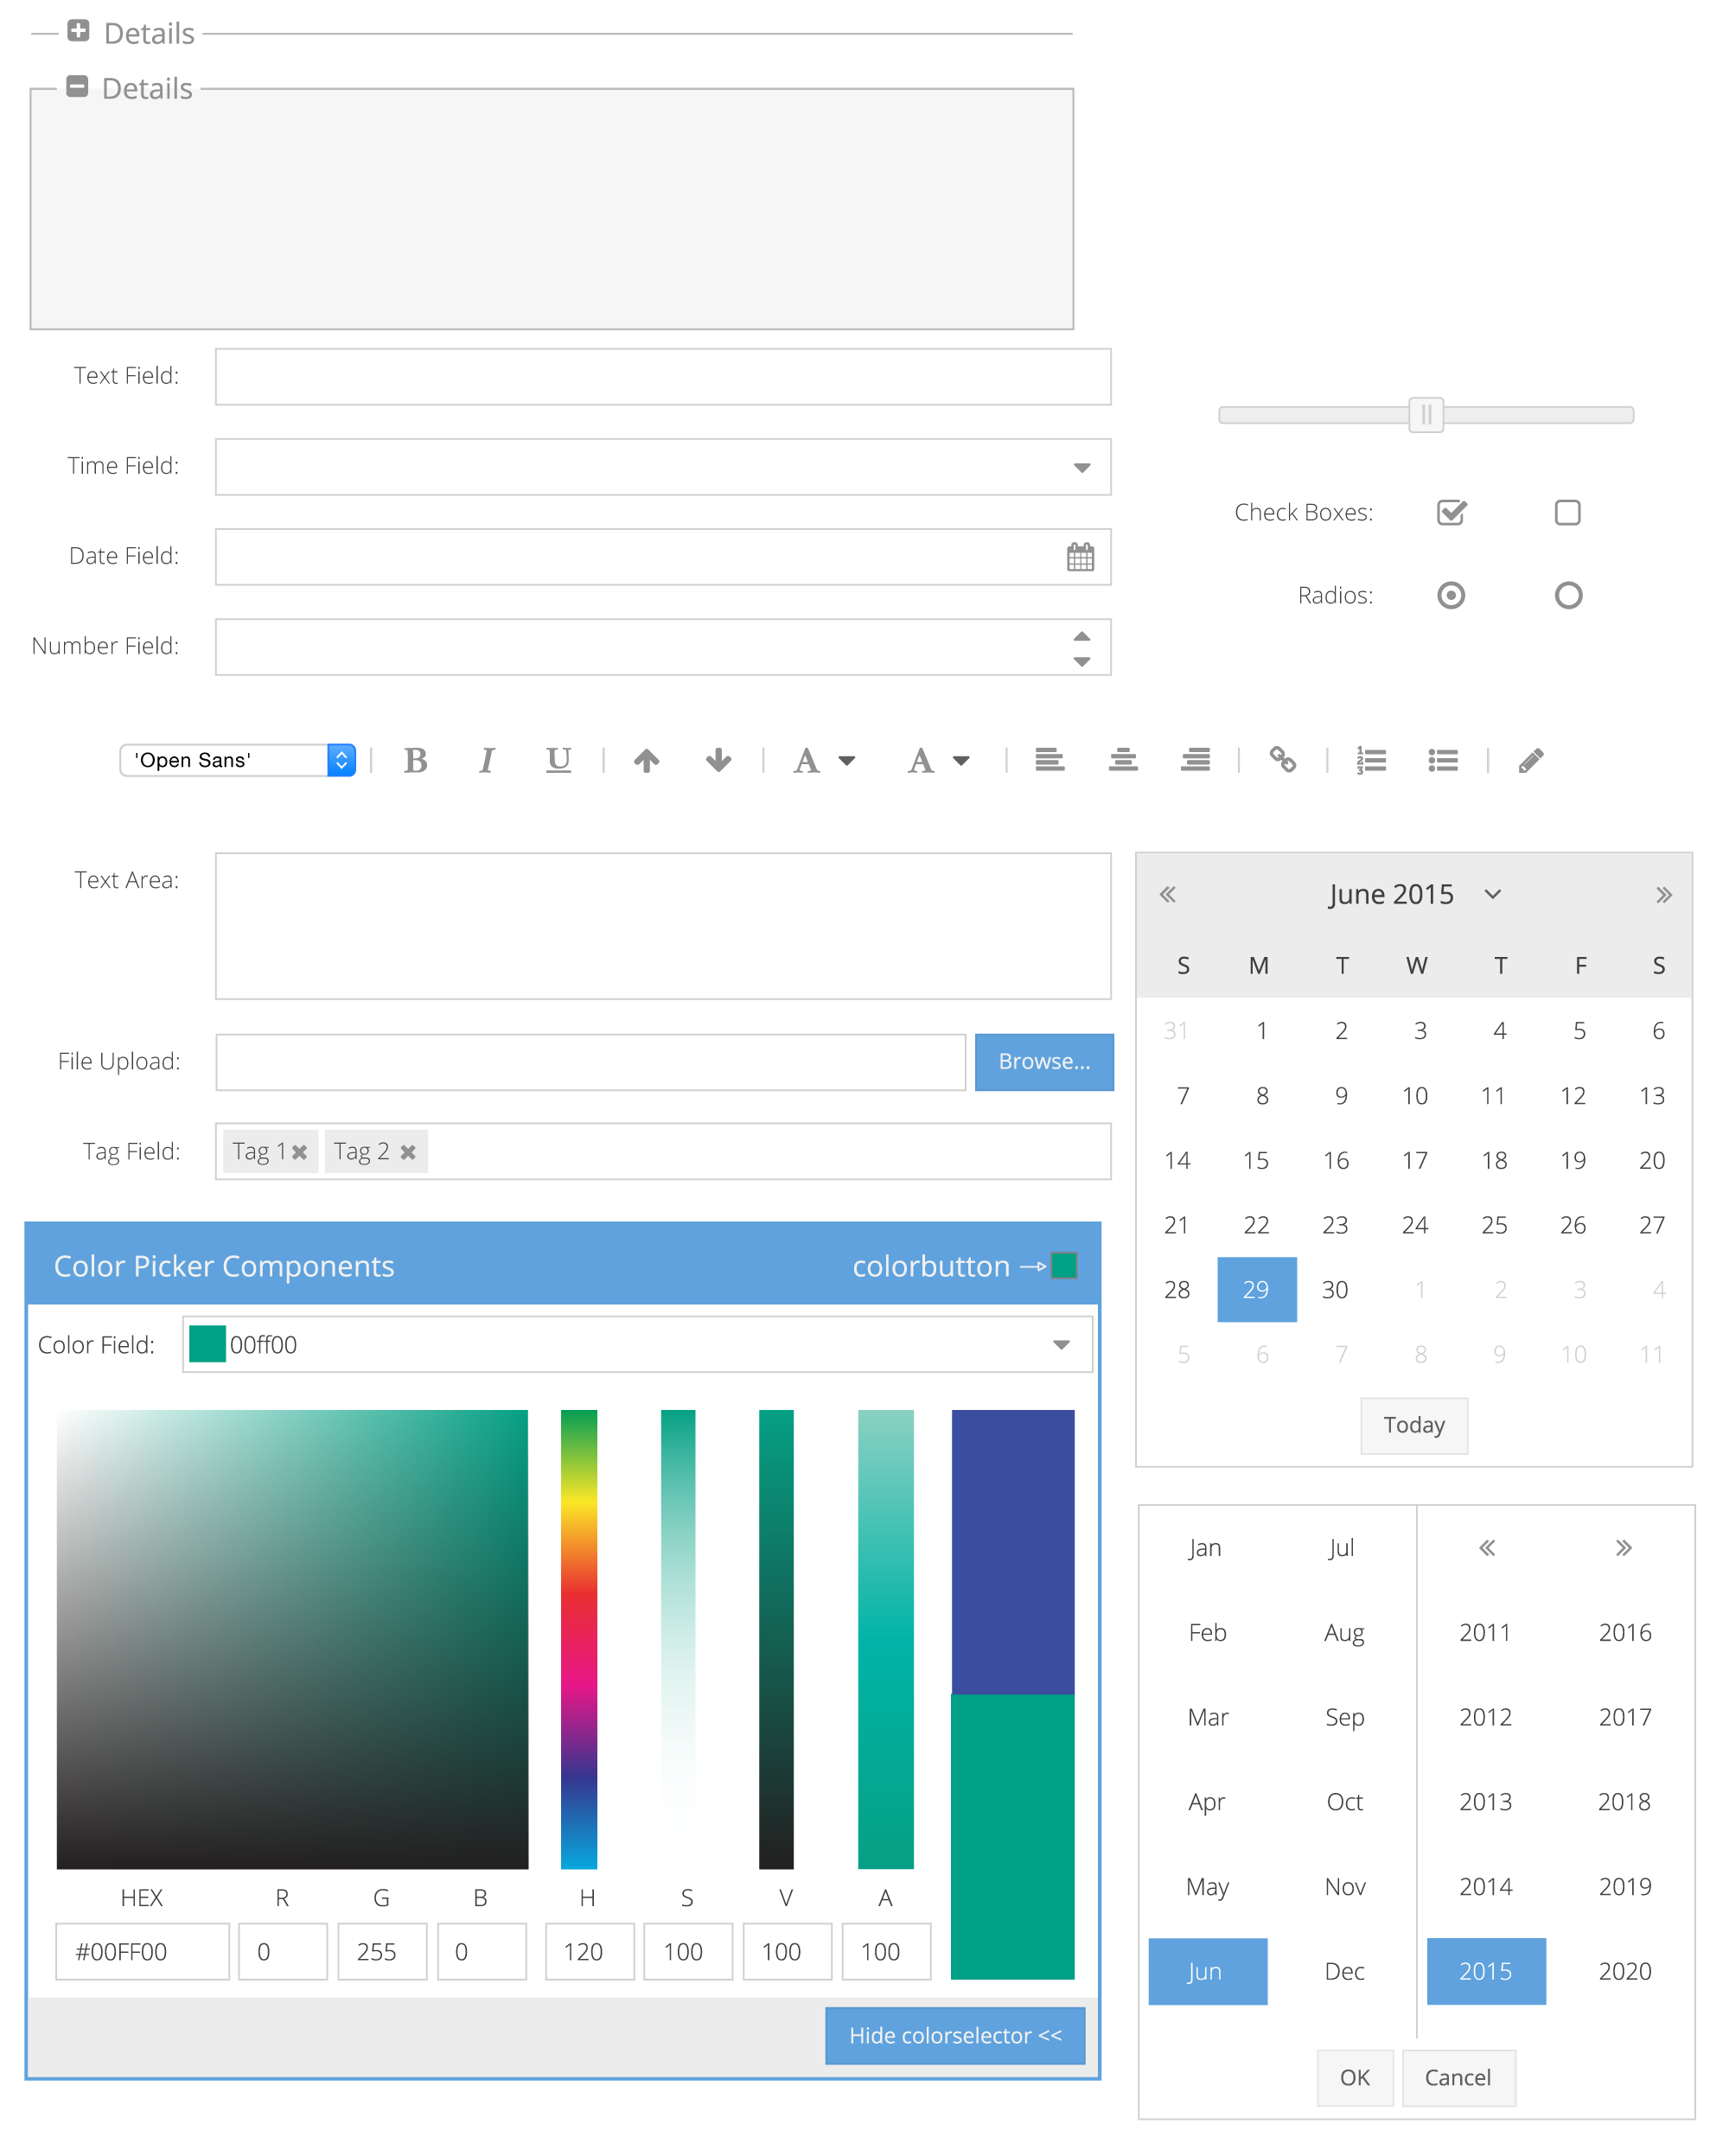 Details
Details
Text Field:
Time Field:
Date Field:
Number Field:
Check Boxes:
Radios:
'Open Sans' B I U A A
Text Area:
File Upload: Browse...
Tag Field: Tag 1 Tag 2
June 2015
S M T W T F S
31 1 2 3 4 5 6
7 8 9 10 11 12 13
14 15 16 17 18 19 20
21 22 23 24 25 26 27
28 29 30 1 2 3 4
5 6 7 8 9 10 11
Today
Color Picker Components colorbutton
Color Field: 00ff00
HEX R G B H S V A
#00FF00 0 255 0 120 100 100 100
Hide colorselector <<
Jan Jul
Feb Aug 2011 2016
Mar Sep 2012 2017
Apr Oct 2013 2018
May Nov 2014 2019
Jun Dec 2015 2020
OK Cancel